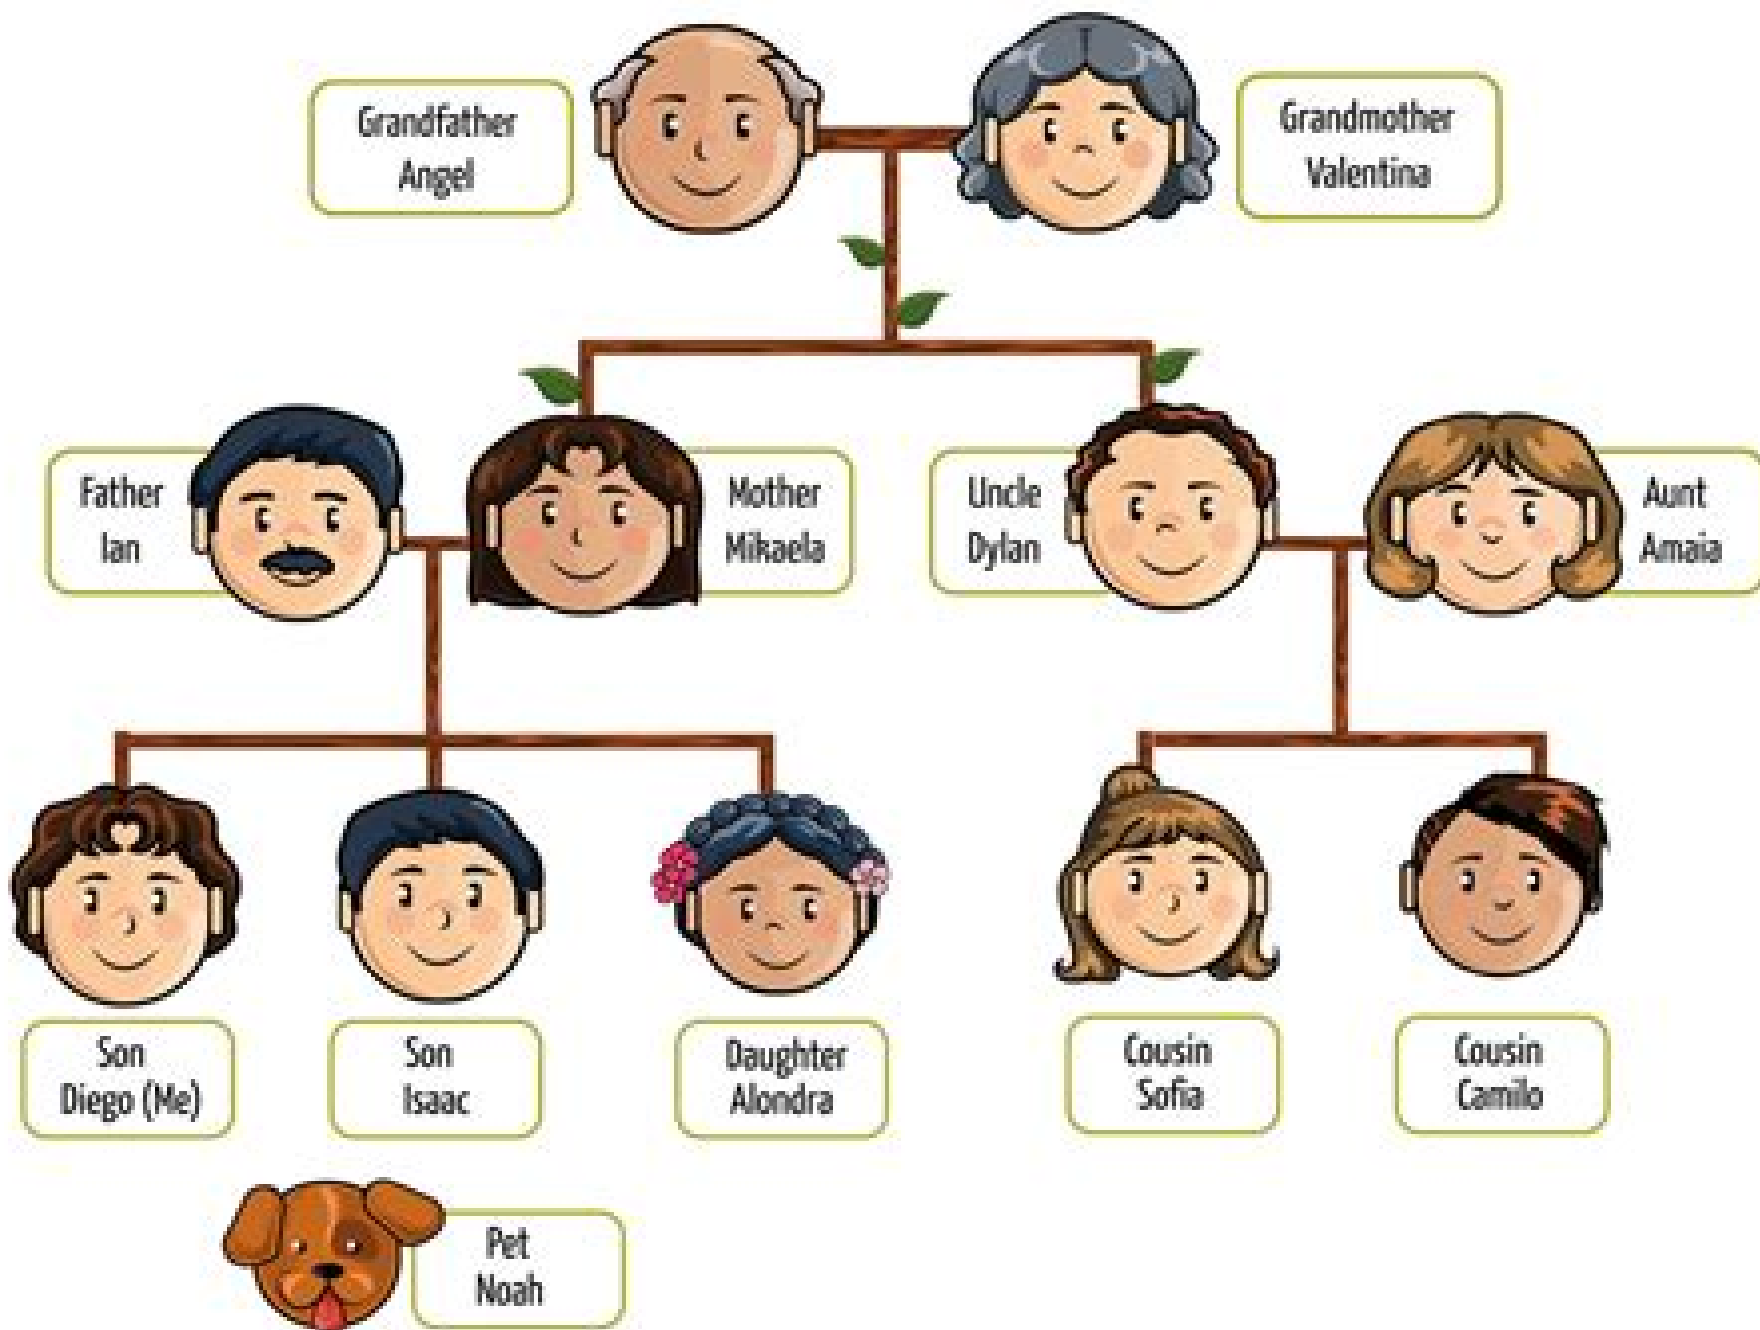 Grandfather
Angel
Grandmother
Valentina
Father
Ian
Mother
Mikaela
Uncle
Dylan
Aunt
Amaia
Son
Diego (Me)
Son
Isaac
Daughter
Alondra
Cousin
Sofia
Cousin
Camilo
Pet
Noah